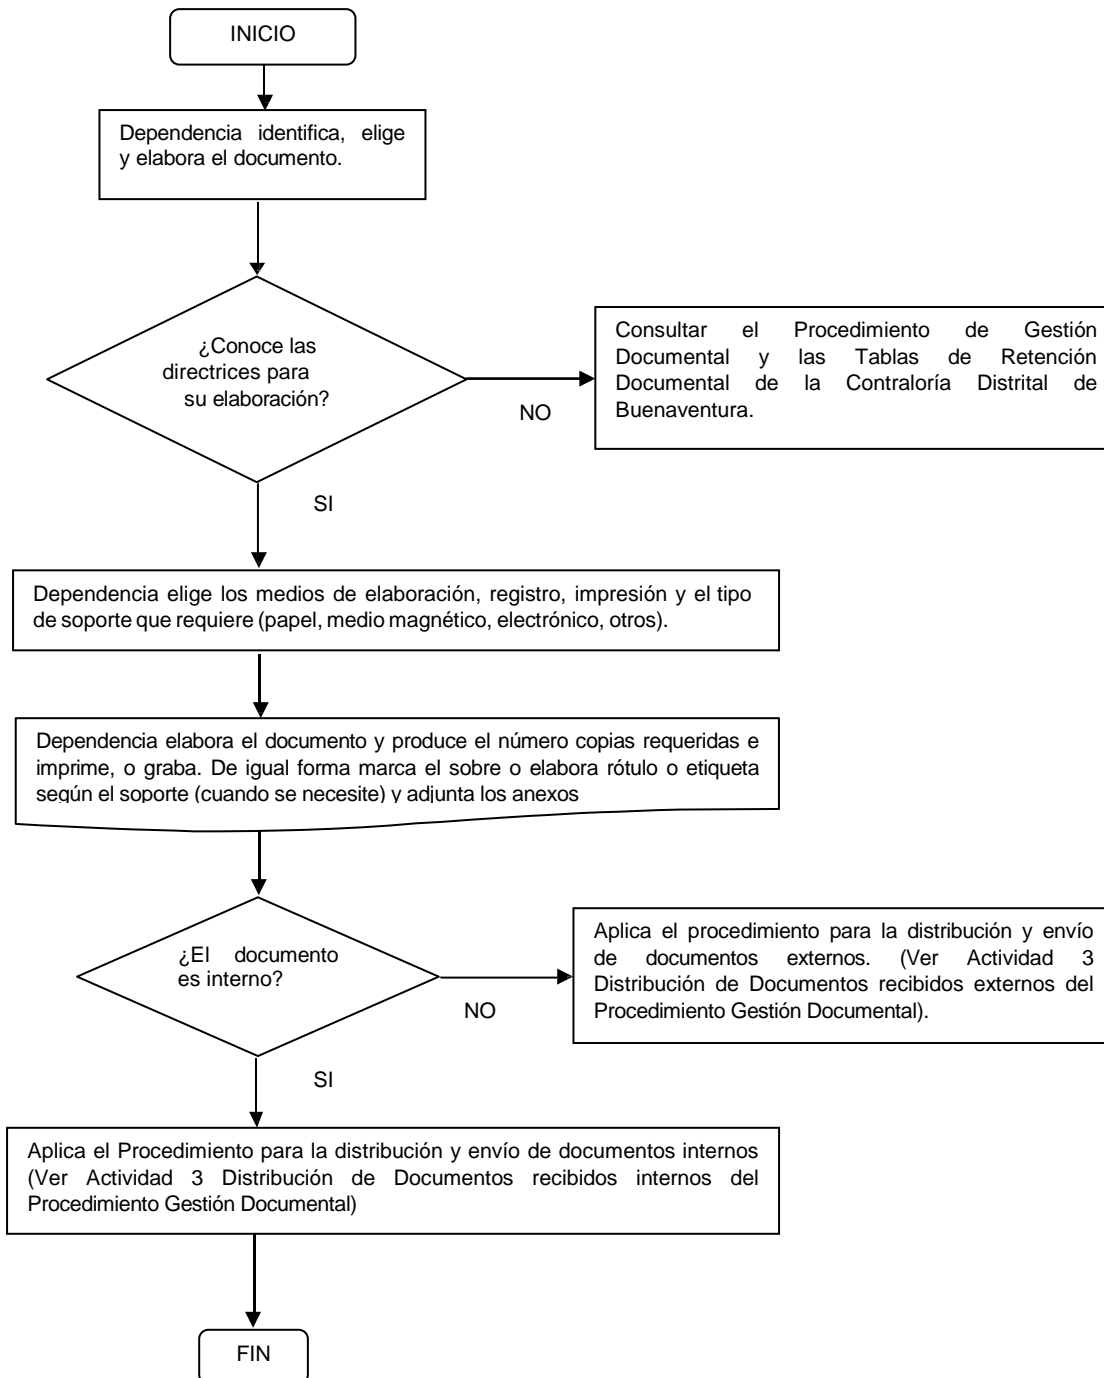 INICIO
Dependencia identifica, elige
y elabora el documento.
¿Conoce las
directrices para
su elaboración?
NO
Consultar el Procedimiento de Gestión
Documental y las Tablas de Retención
Documental de la Contraloría Distrital de
Buenaventura.
SI
Dependencia elige los medios de elaboración, registro, impresión y el tipo
de soporte que requiere (papel, medio magnético, electrónico, otros).
Dependencia elabora el documento y produce el número copias requeridas e
imprime, o graba. De igual forma marca el sobre o elabora rótulo o etiqueta
según el soporte (cuando se necesite) y adjunta los anexos
¿El documento
es interno?
NO
Aplica el procedimiento para la distribución y envío
de documentos externos. (Ver Actividad 3
Distribución de Documentos recibidos externos del
Procedimiento Gestión Documental).
SI
Aplica el Procedimiento para la distribución y envío de documentos internos
(Ver Actividad 3 Distribución de Documentos recibidos internos del
Procedimiento Gestión Documental)
FIN